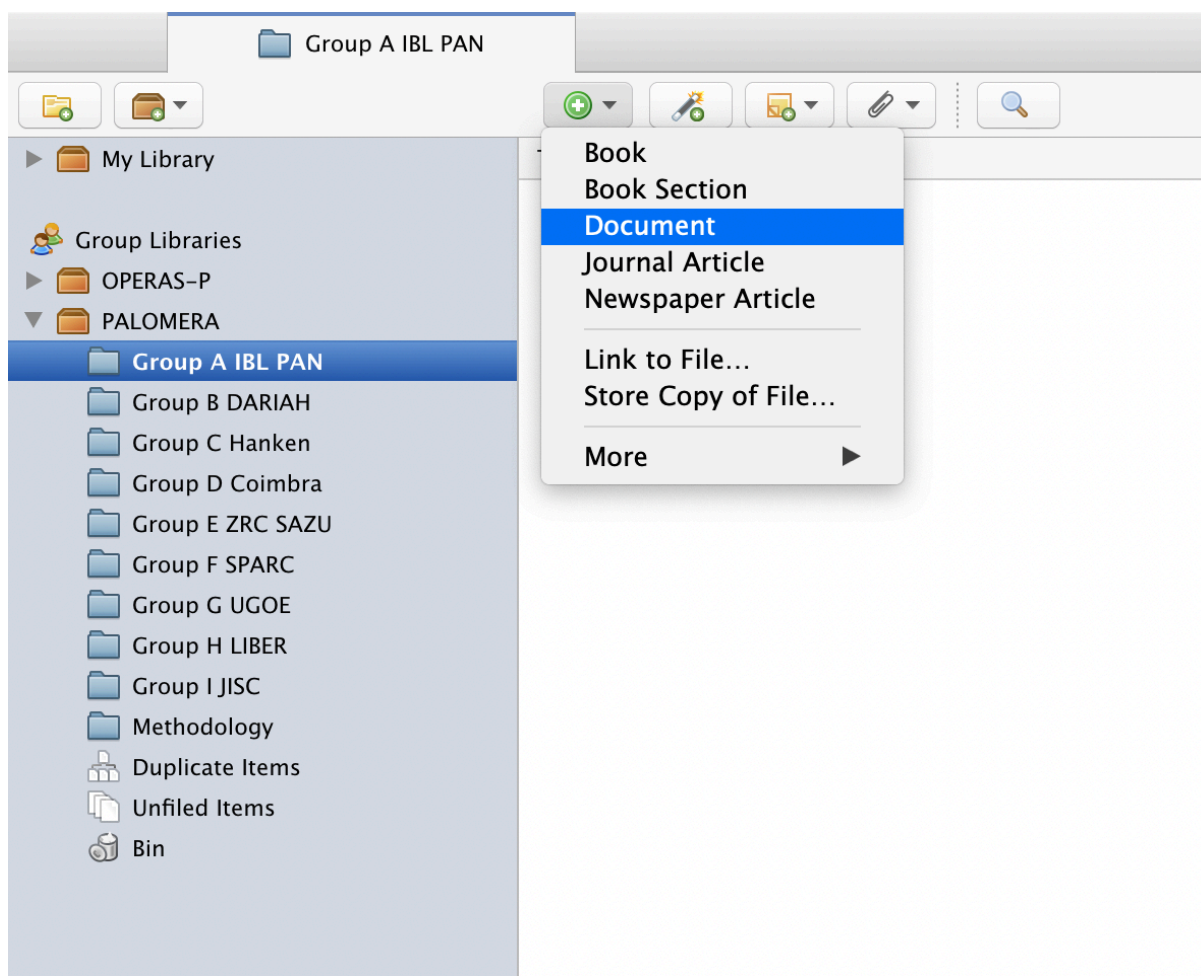 Group A IBL PAN
My Library
Group Libraries
OPERAS-P
PALOMERA
Group A IBL PAN
Group B DARIAH
Group C Hanken
Group D Coimbra
Group E ZRC SAZU
Group F SPARC
Group G UGOE
Group H LIBER
Group I JISC
Methodology
Duplicate Items
Unfiled Items
Bin
Book
Book Section
Document
Journal Article
Newspaper Article
Link to File...
Store Copy of File...
More